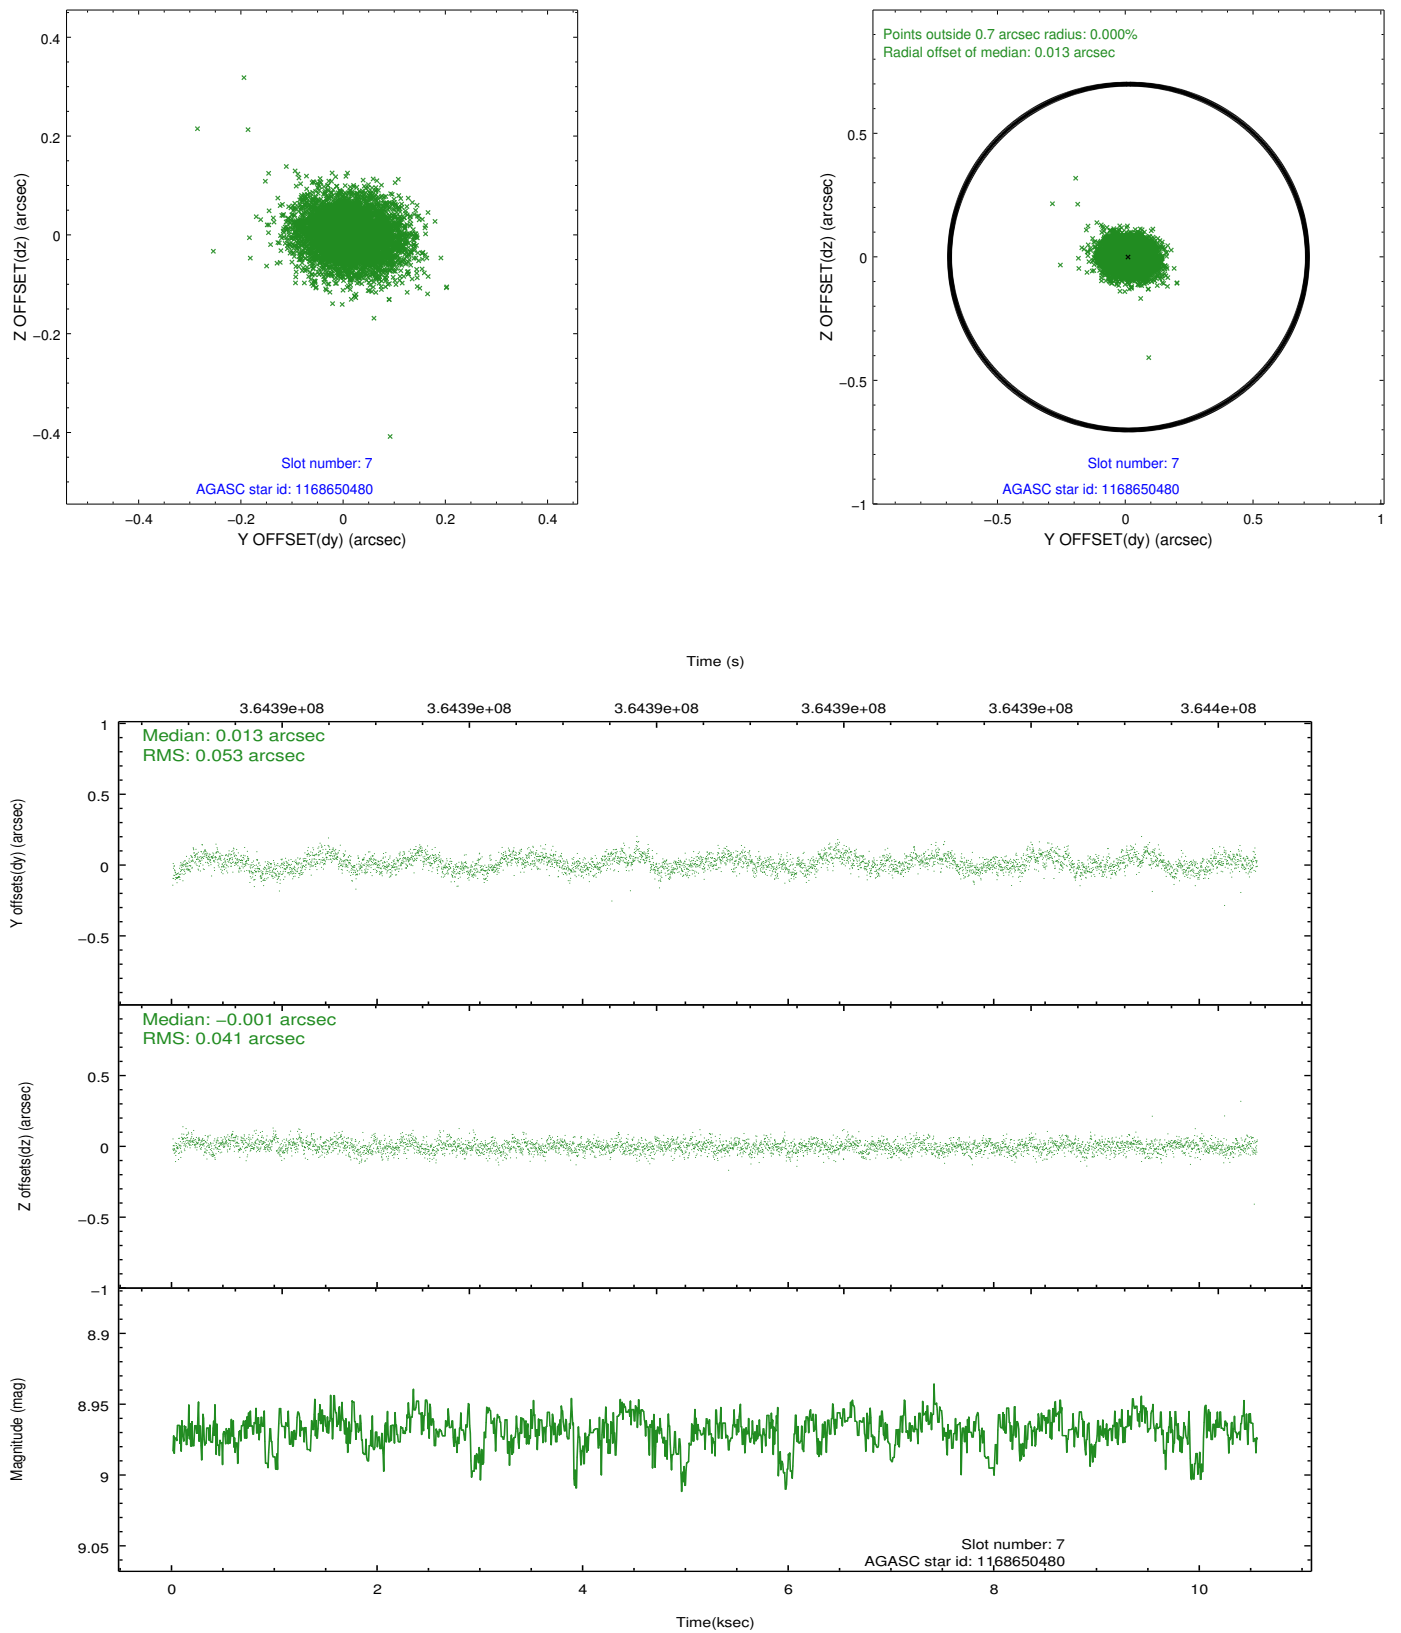 0.4
0.2
0
−0.2
−0.4
Z OFFSET(dz) (arcsec)
Slot number: 7
AGASC star id: 1168650480
−0.4 −0.2 0 0.2 0.4
Y OFFSET(dy) (arcsec)
Points outside 0.7 arcsec radius: 0.000%
Radial offset of median: 0.013 arcsec
0.5
0
−0.5
−1
Z OFFSET(dz) (arcsec)
Slot number: 7
AGASC star id: 1168650480
−0.5 0 0.5 1
Y OFFSET(dy) (arcsec)
Time (s)
3.6439e+08 3.6439e+08 3.6439e+08 3.6439e+08 3.6439e+08 3.644e+08
1
Median: 0.013 arcsec
RMS: 0.053 arcsec
0.5
0
−0.5
Y offsets(dy) (arcsec)
Median: −0.001 arcsec
RMS: 0.041 arcsec
0.5
0
−0.5
−1
Z offsets(dz) (arcsec)
8.9
8.95
9
9.05
Magnitude (mag)
Slot number: 7
AGASC star id: 1168650480
0 2 4 6 8 10
Time(ksec)